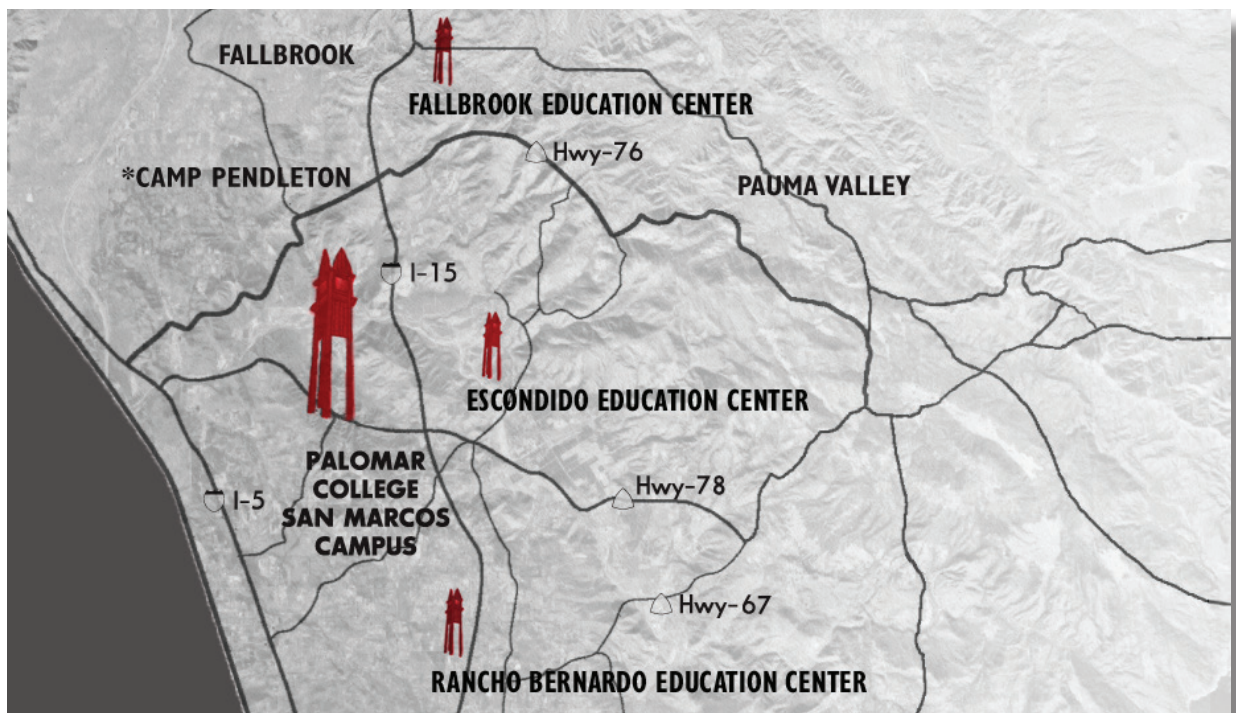 FALLBROOK
FALLBROOK EDUCATION CENTER
Hwy-76
*CAMP PENDLETON
PAUMA VALLEY
I-15
ESCONDIDO EDUCATION CENTER
PALOMAR
COLLEGE
SAN MARCOS
CAMPUS
I-5
Hwy-78
Hwy-67
RANCHO BERNARDO EDUCATION CENTER